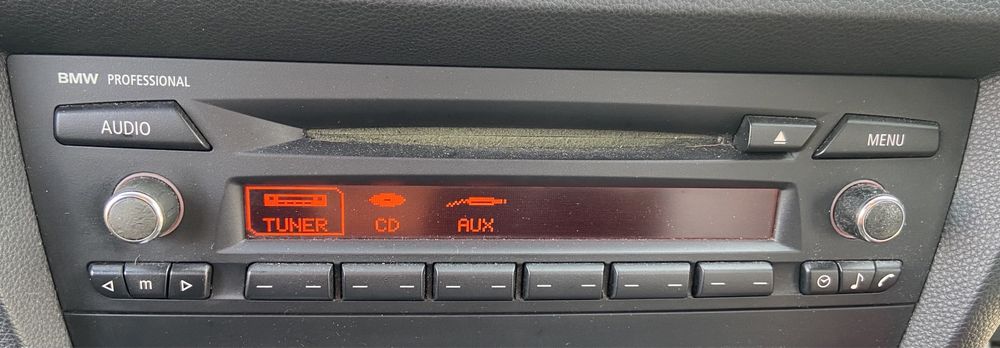 BMW PROFESSIONAL
AUDIO
MENU
TUNER CD AUX
m